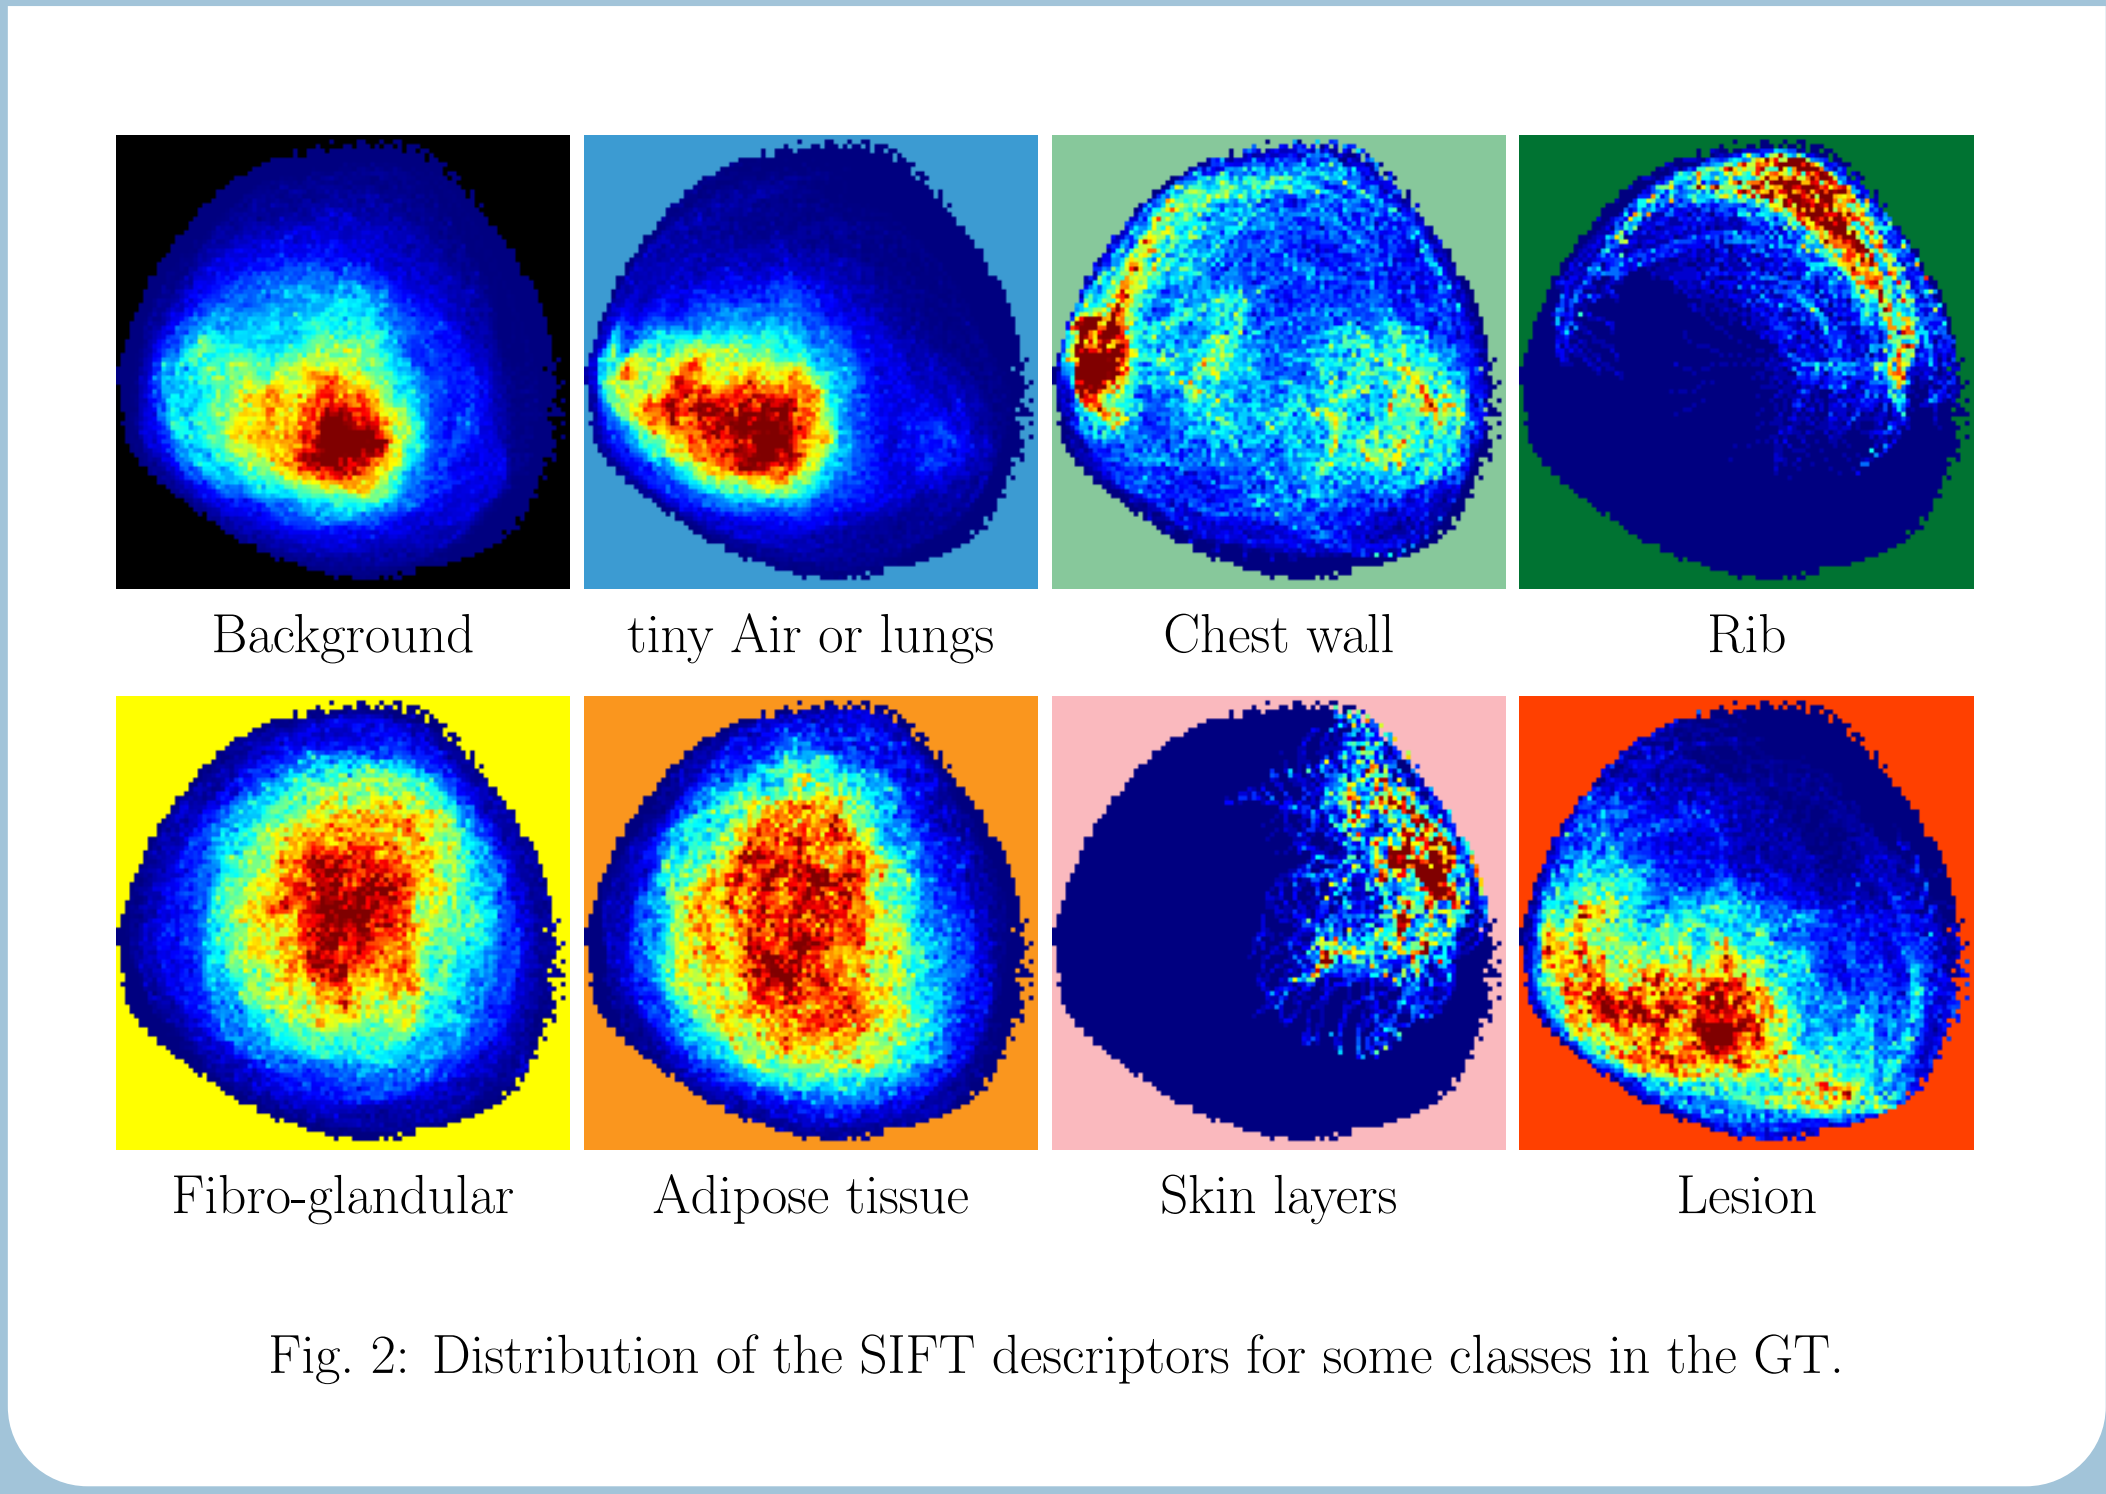 Background tiny Air or lungs Chest wall Rib
Fibro-glandular Adipose tissue Skin layers Lesion
Fig. 2: Distribution of the SIFT descriptors for some classes in the GT.